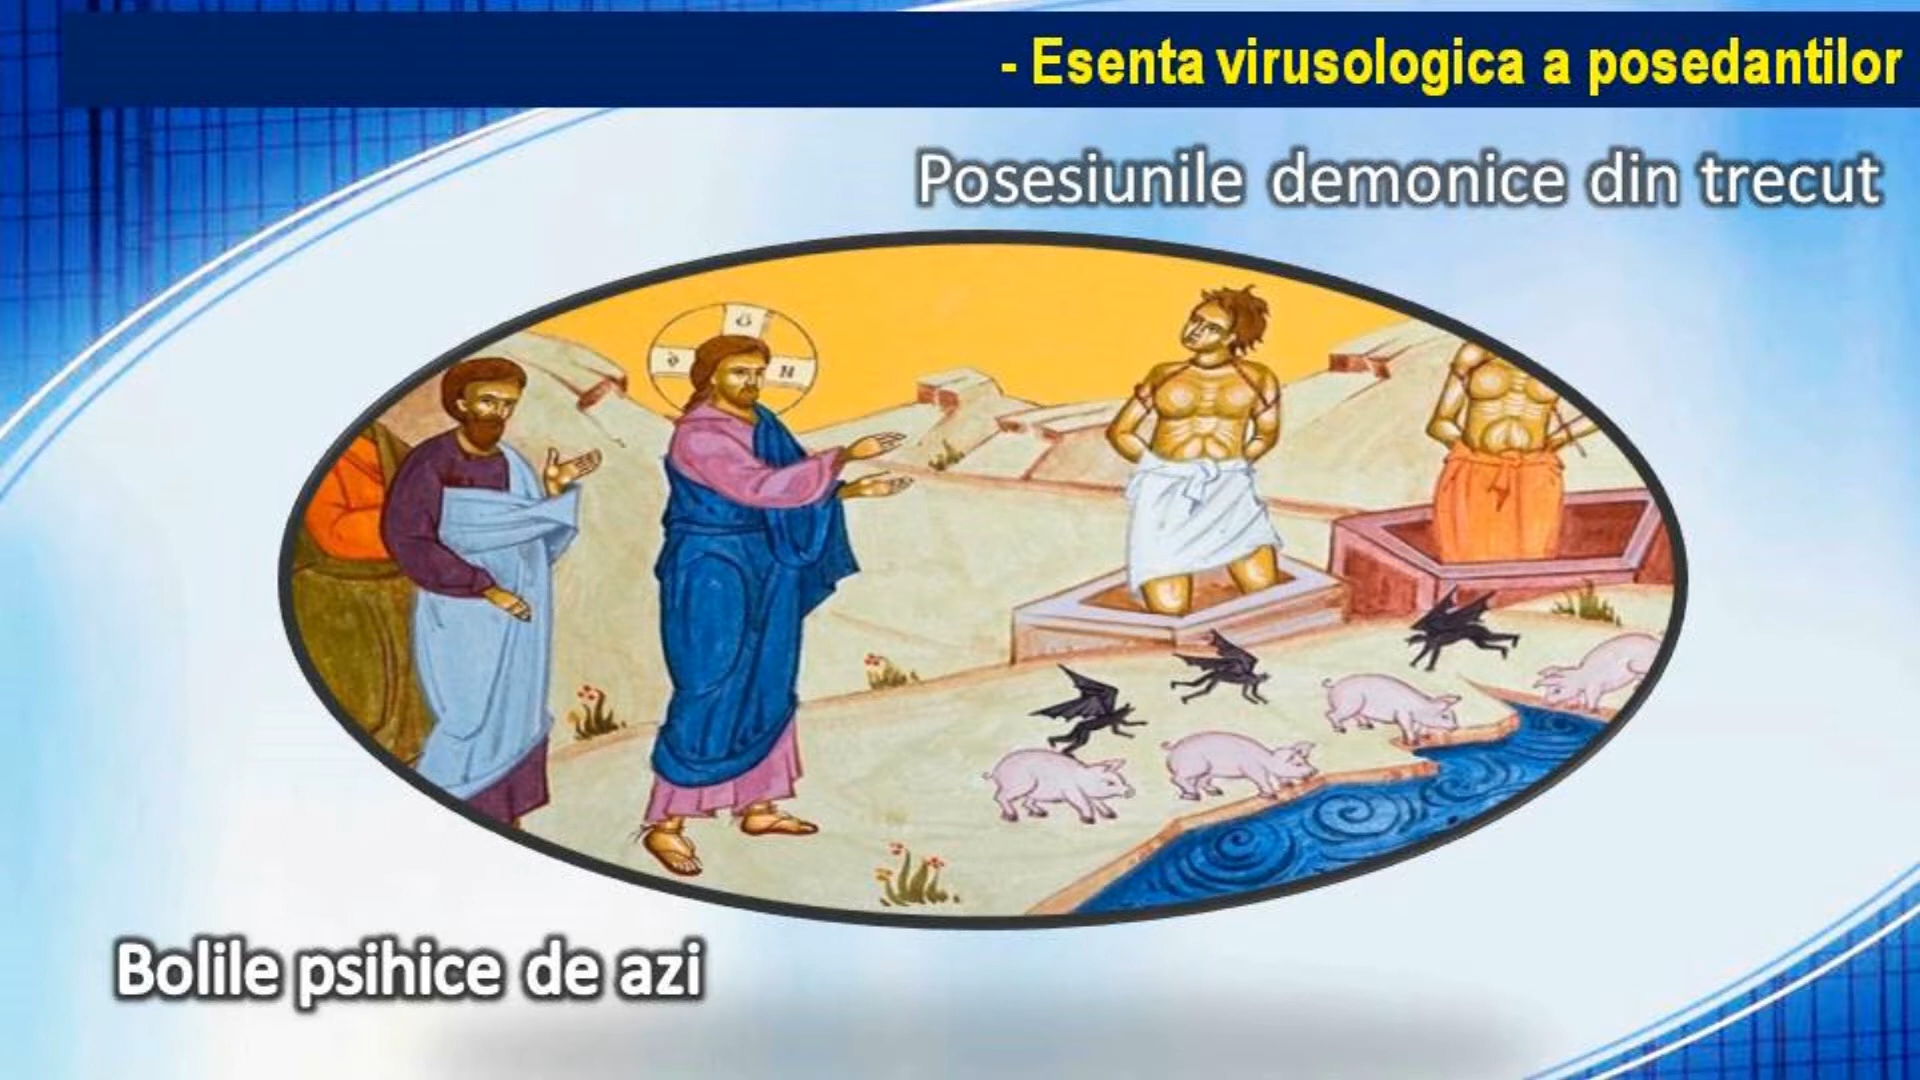 - Esenta virusologica a posedantilor
Posesiunile demonice din trecut
Bolile psihice de azi